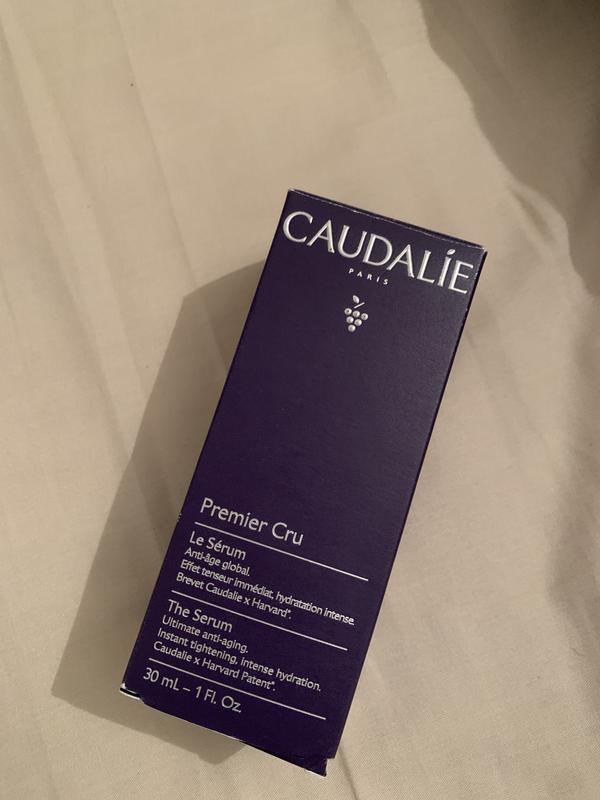 CAUDALÍE
PARIS
Premier Cru
Le Sérum
Anti-âge global.
Effet tenseur immédiat, hydratation intense.
Brevet Caudalie x Harvard*.
The Serum
Ultimate anti-aging.
Instant tightening, intense hydration.
Caudalie x Harvard Patent*.
30 mL – 1 Fl. Oz.